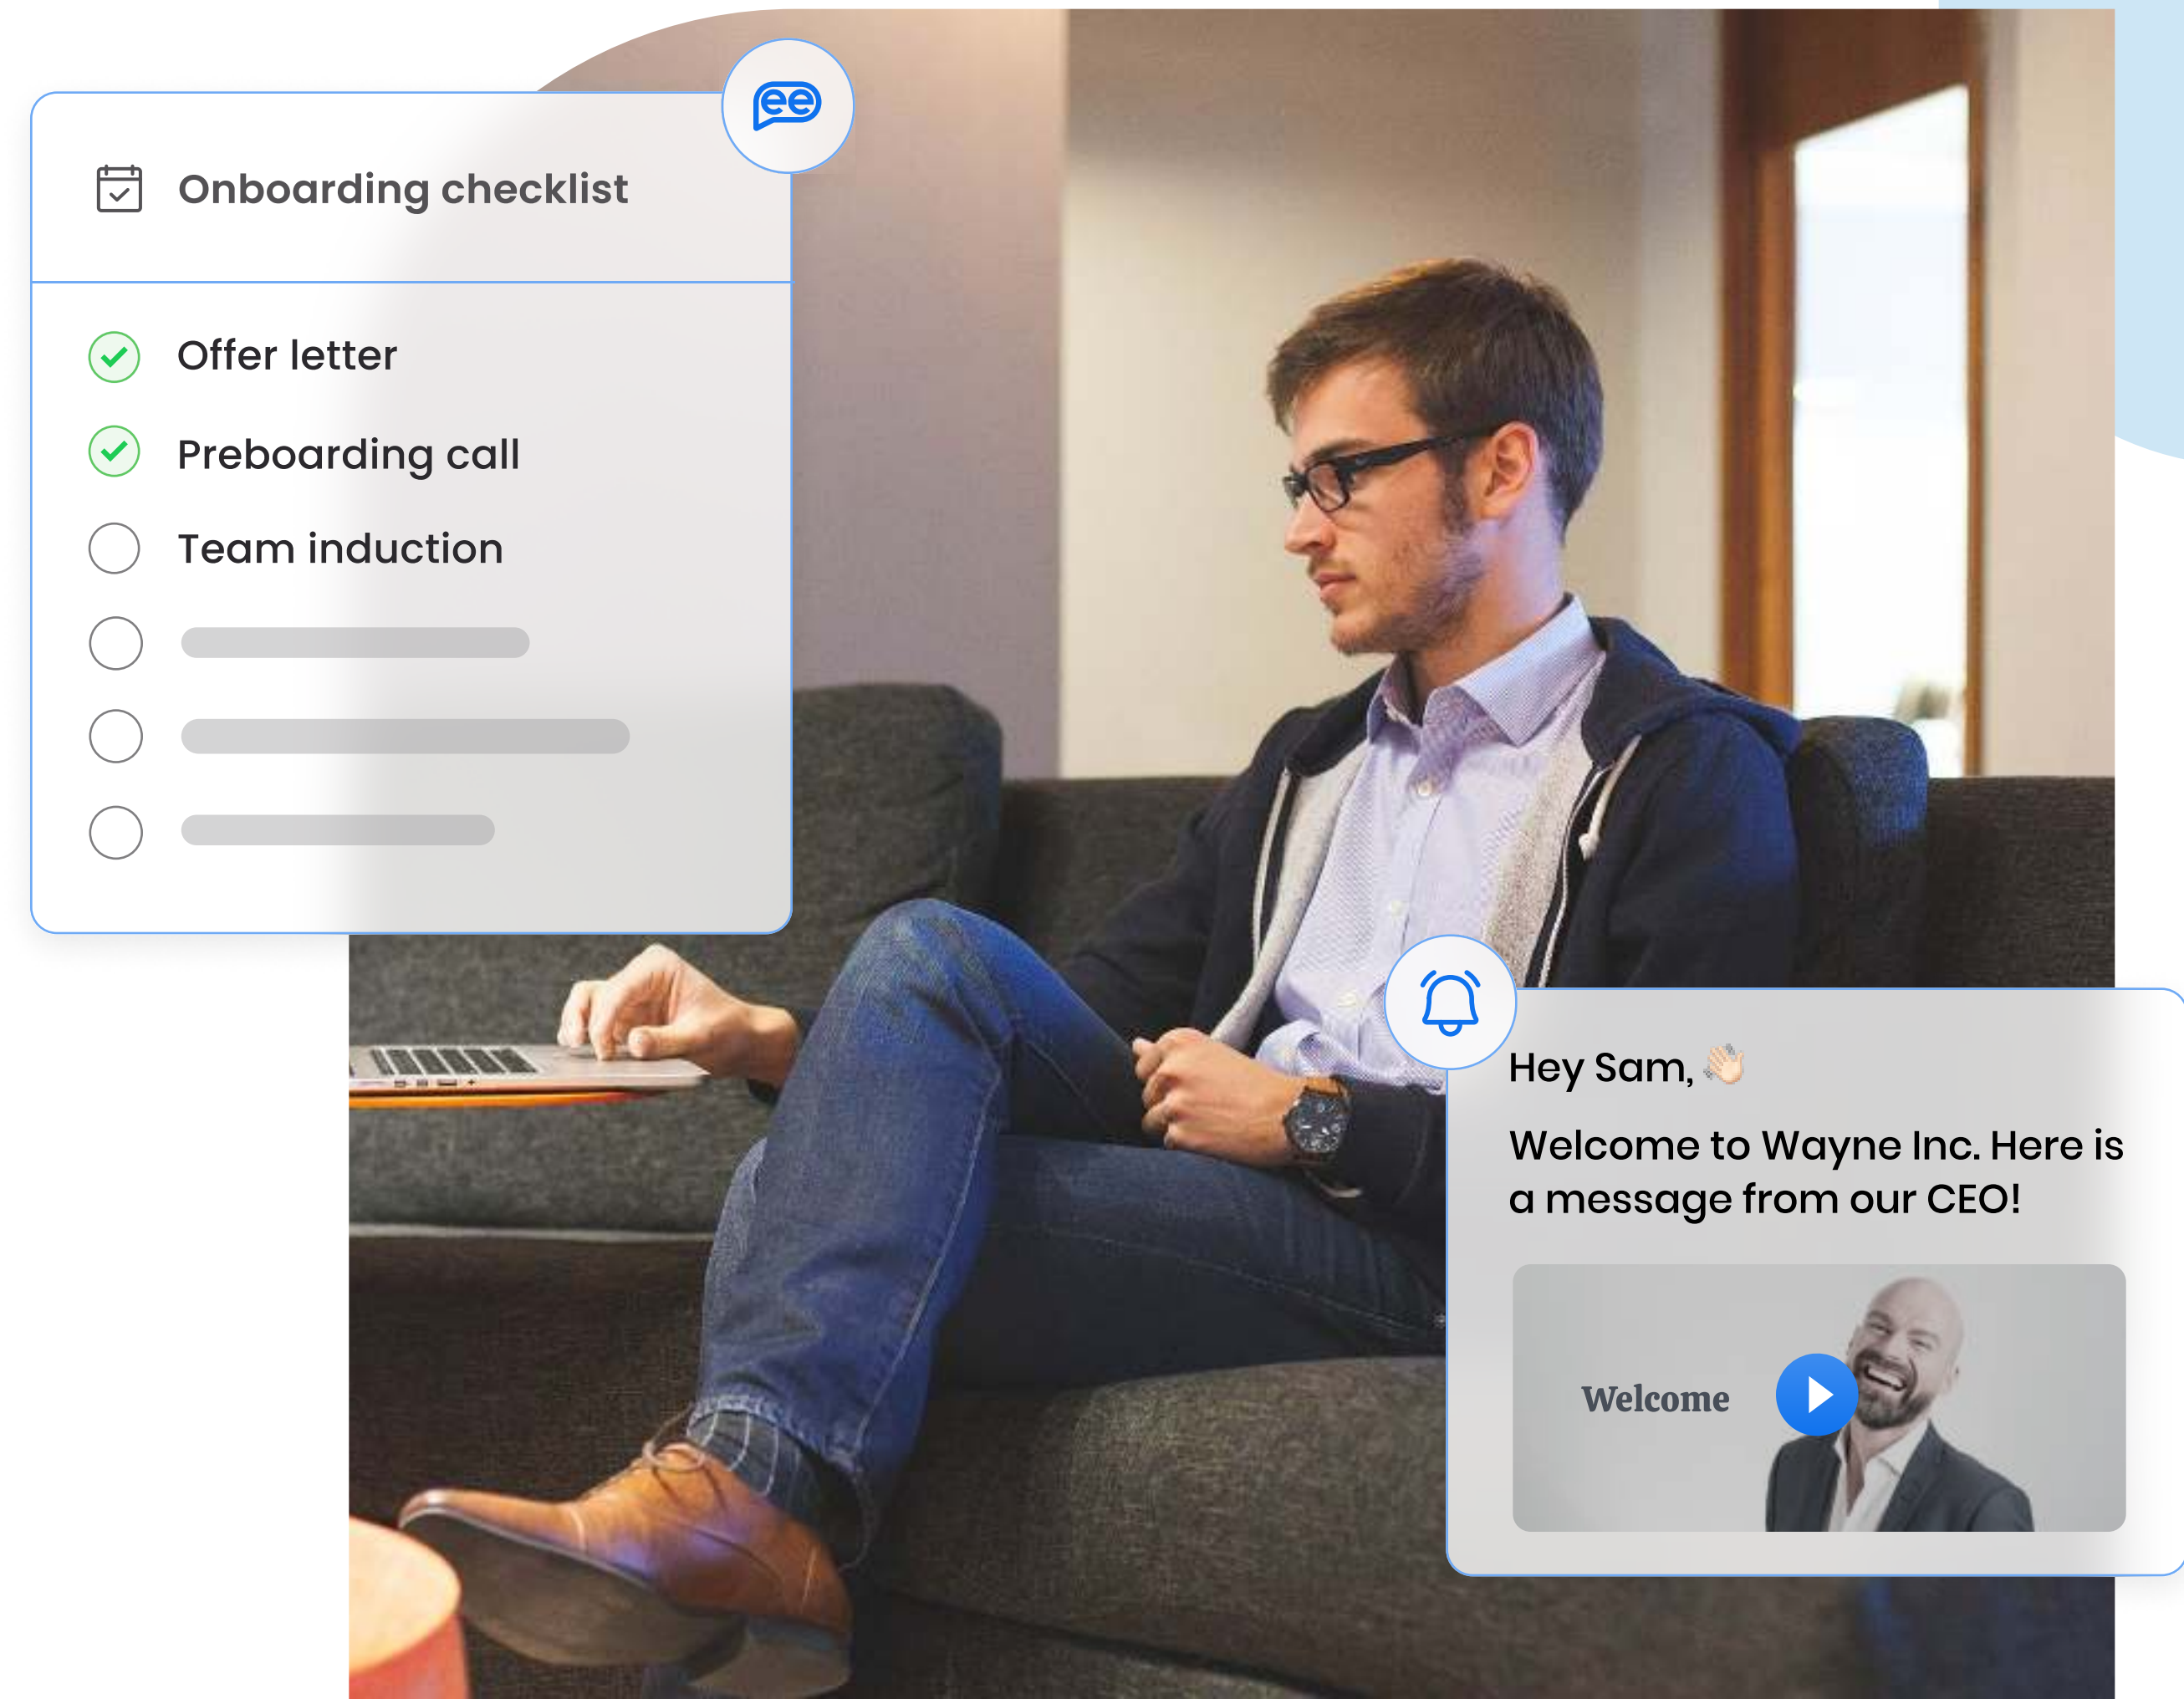 ee
Onboarding checklist
Offer letter
Preboarding call
Team induction
Hey Sam, 👋🏻
Welcome to Wayne Inc. Here is
a message from our CEO!
Welcome